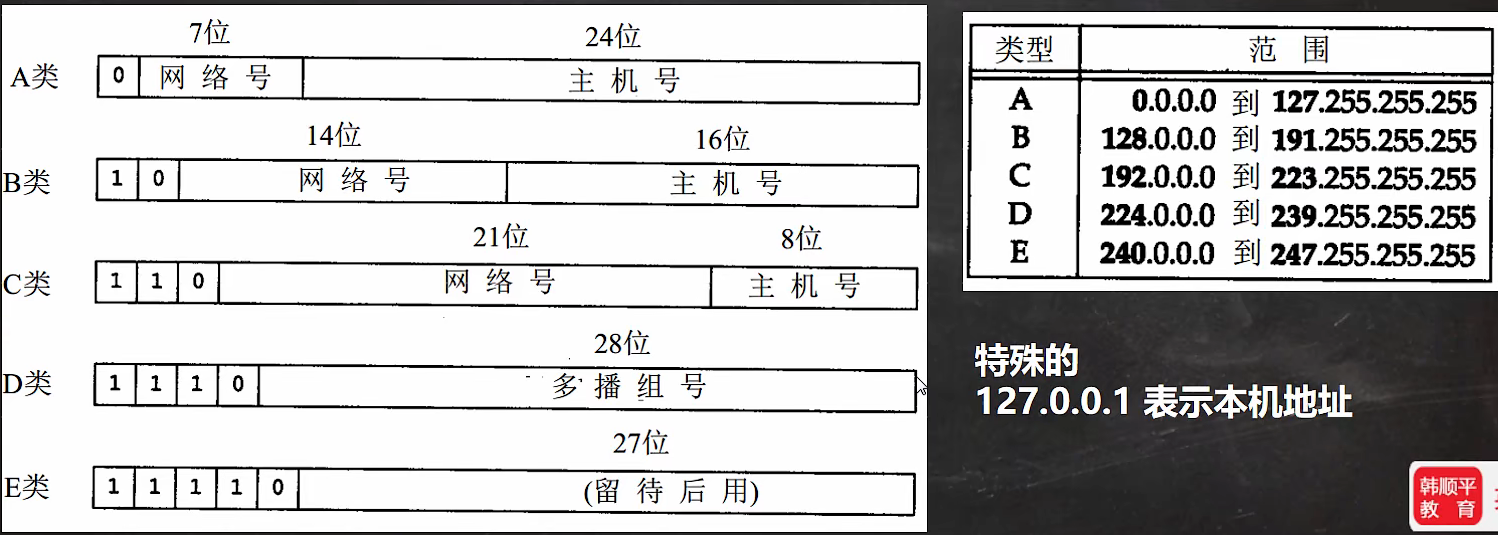 7位 24位
A类 0 网络号 主机号
14位 16位
B类 1 0 网络号 主机号
21位 8位
C类 1 1 0 网络号 主机号
28位
D类 1 1 1 0 多播组号
27位
E类 1 1 1 1 0 (留待后用)
类型 范围
A 0.0.0.0 到 127.255.255.255
B 128.0.0.0 到 191.255.255.255
C 192.0.0.0 到 223.255.255.255
D 224.0.0.0 到 239.255.255.255
E 240.0.0.0 到 247.255.255.255
特殊的
127.0.0.1 表示本机地址
韩顺平
教育